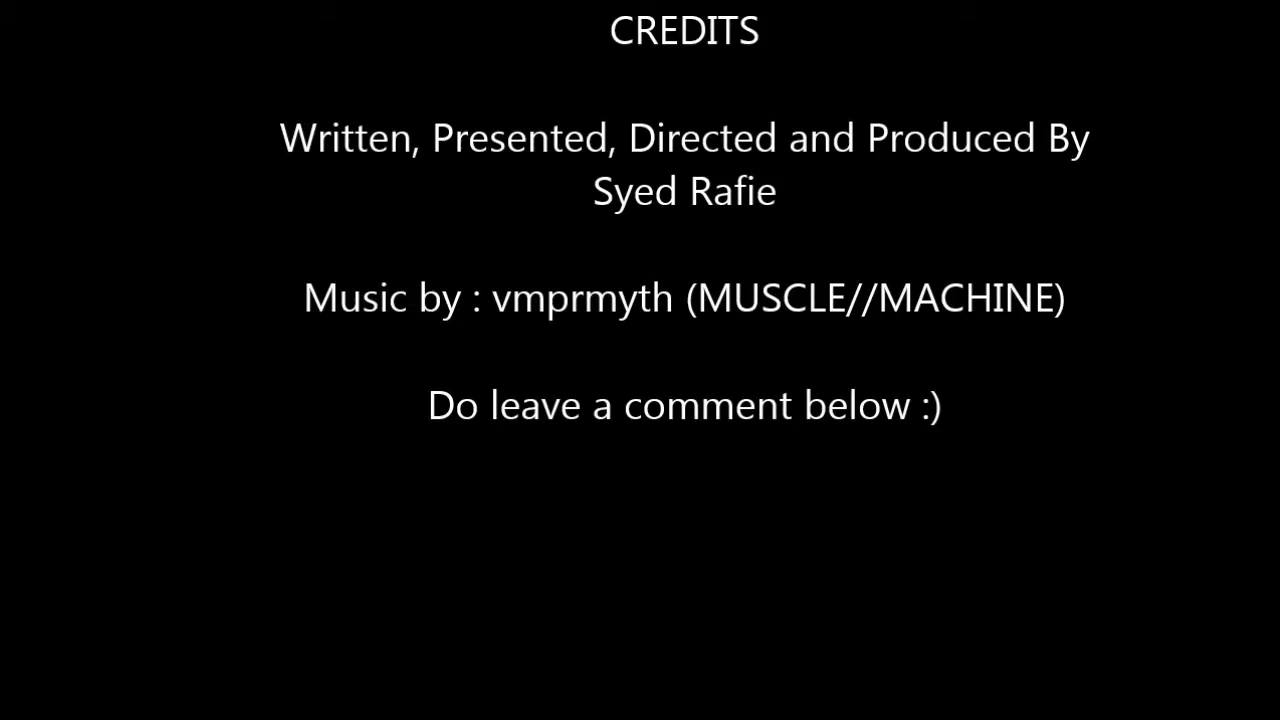 CREDITS
Written, Presented, Directed and Produced By
Syed Rafie
Music by : vmprmyth (MUSCLE//MACHINE)
Do leave a comment below :)